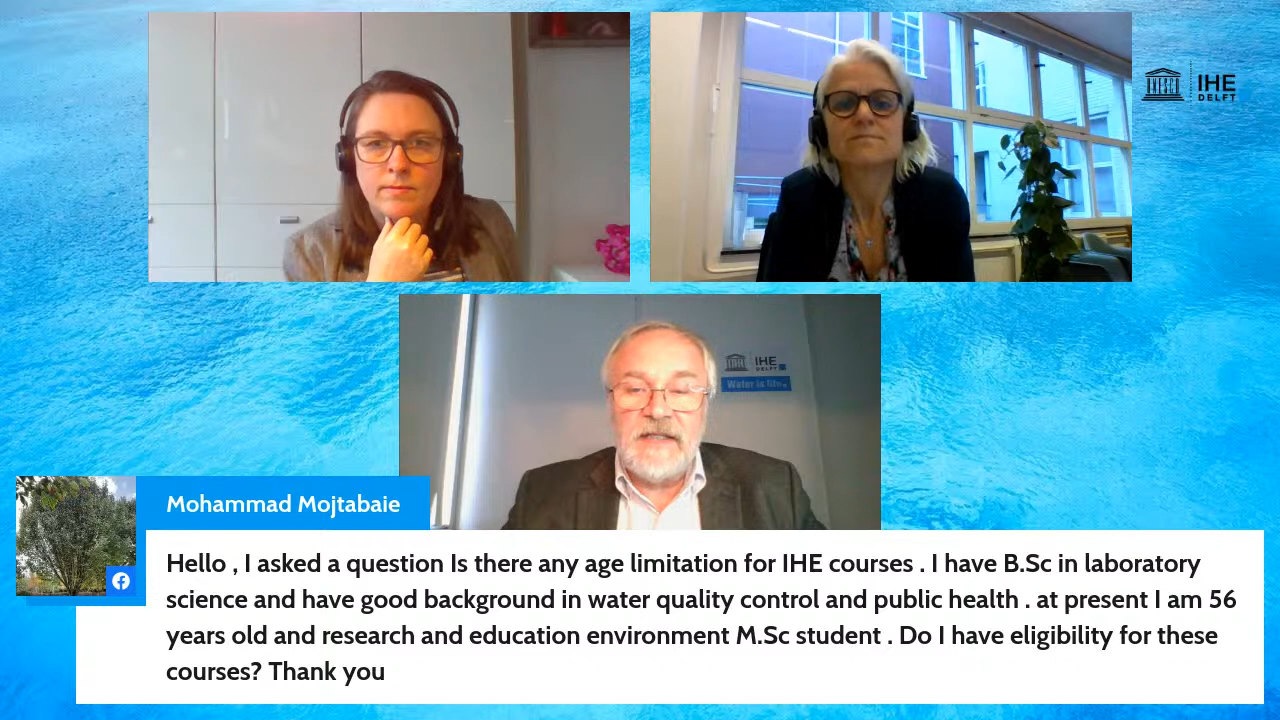 IHE
DELFT
IHE
DELFT
Water is life.
Mohammad Mojtabaie
Hello , I asked a question Is there any age limitation for IHE courses . I have B.Sc in laboratory
science and have good background in water quality control and public health . at present I am 56
years old and research and education environment M.Sc student . Do I have eligibility for these
courses? Thank you